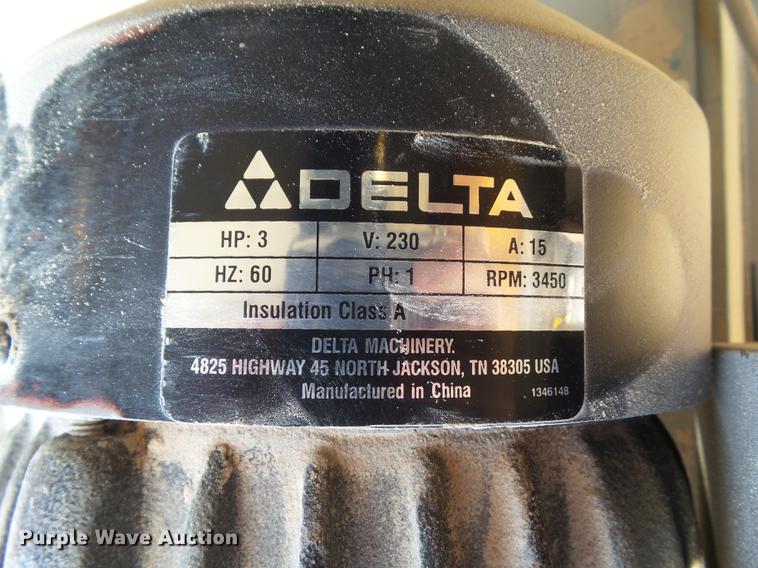 DELTA
HP: 3 V: 230 A: 15
HZ: 60 PH: 1 RPM: 3450
Insulation Class A
DELTA MACHINERY.
4825 HIGHWAY 45 NORTH JACKSON, TN 38305 USA
Manufactured in China 1346148
Purple Wave Auction